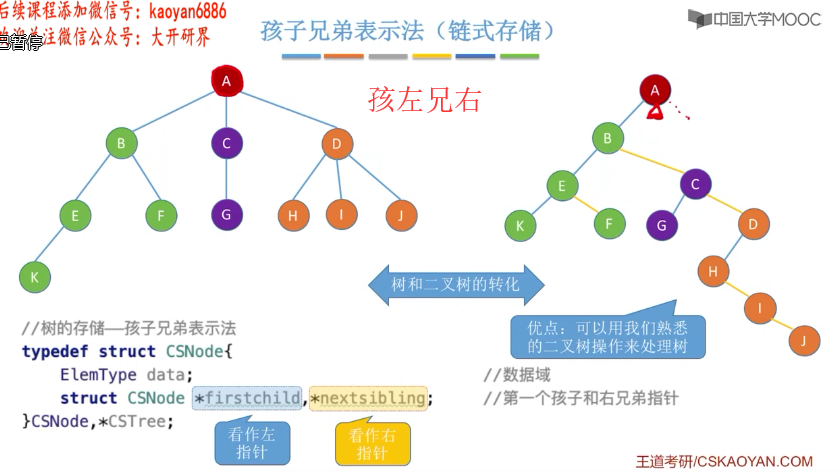 后续课程添加微信号：kaoyan6886
关注微信公众号：大开研界
暂停
中国大学MOOC
孩子兄弟表示法（链式存储）
孩左兄右
A
B
C
D
E
F
G
H
I
J
K
A
B
E
C
K
F
G
D
H
I
J
树和二叉树的转化
优点：可以用我们熟悉
的二叉树操作来处理树
//树的存储——孩子兄弟表示法
typedef struct CSNode{
ElemType data; //数据域
struct CSNode *firstchild,*nextsibling; //第一个孩子和右兄弟指针
}CSNode,*CSTree;
看作左
指针
看作右
指针
王道考研/CSKAOYAN.COM